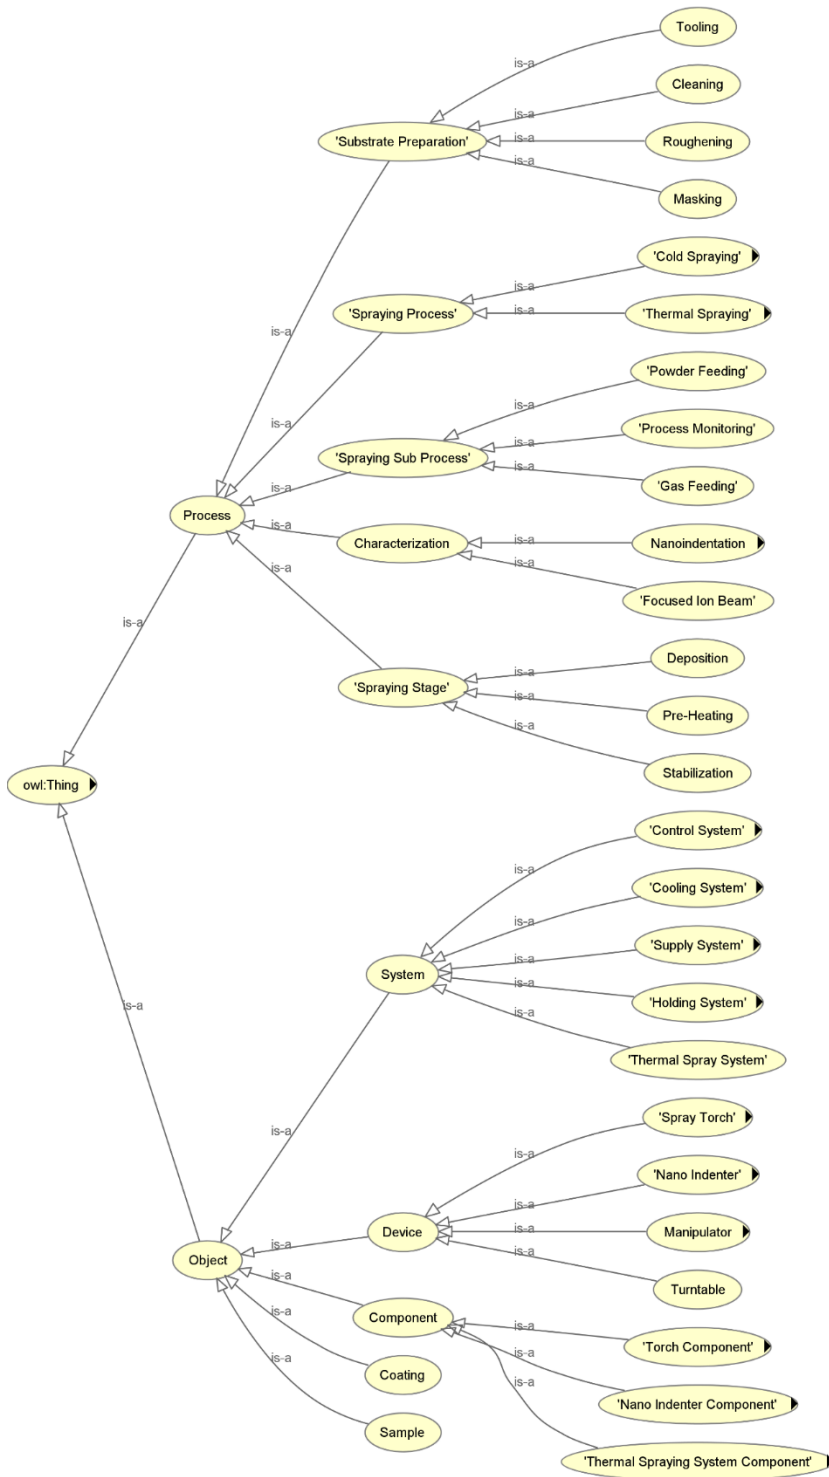 Tooling
is-a
Cleaning
is-a
'Substrate Preparation'
is-a
Roughening
is-a
Masking
'Cold Spraying'
is-a
'Spraying Process'
is-a
'Thermal Spraying'
is-a
'Powder Feeding'
is-a
is-a
'Process Monitoring'
is-a
'Spraying Sub Process'
is-a
is-a
'Gas Feeding'
Process
is-a
Characterization
is-a
Nanoindentation
is-a
'Focused Ion Beam'
is-a
is-a
Deposition
is-a
'Spraying Stage'
is-a
Pre-Heating
is-a
Stabilization
owl:Thing
'Control System'
is-a
'Cooling System'
is-a
'Supply System'
is-a
System
is-a
'Holding System'
is-a
is-a
'Thermal Spray System'
'Spray Torch'
is-a
is-a
'Nano Indenter'
is-a
Device
is-a
Manipulator
is-a
is-a
Object
Turntable
is-a
Component
is-a
'Torch Component'
is-a
is-a
Coating
is-a
'Nano Indenter Component'
is-a
Sample
'Thermal Spraying System Component'